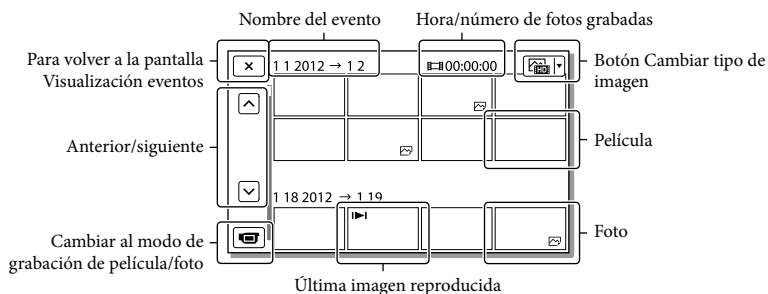 Nombre del evento
Hora/número de fotos grabadas
Para volver a la pantalla
Visualización eventos
1 1 2012 → 1 2
00:00:00
Botón Cambiar tipo de
imagen
Anterior/siguiente
Película
1 18 2012 → 1 19
Cambiar al modo de
grabación de película/foto
Foto
Última imagen reproducida